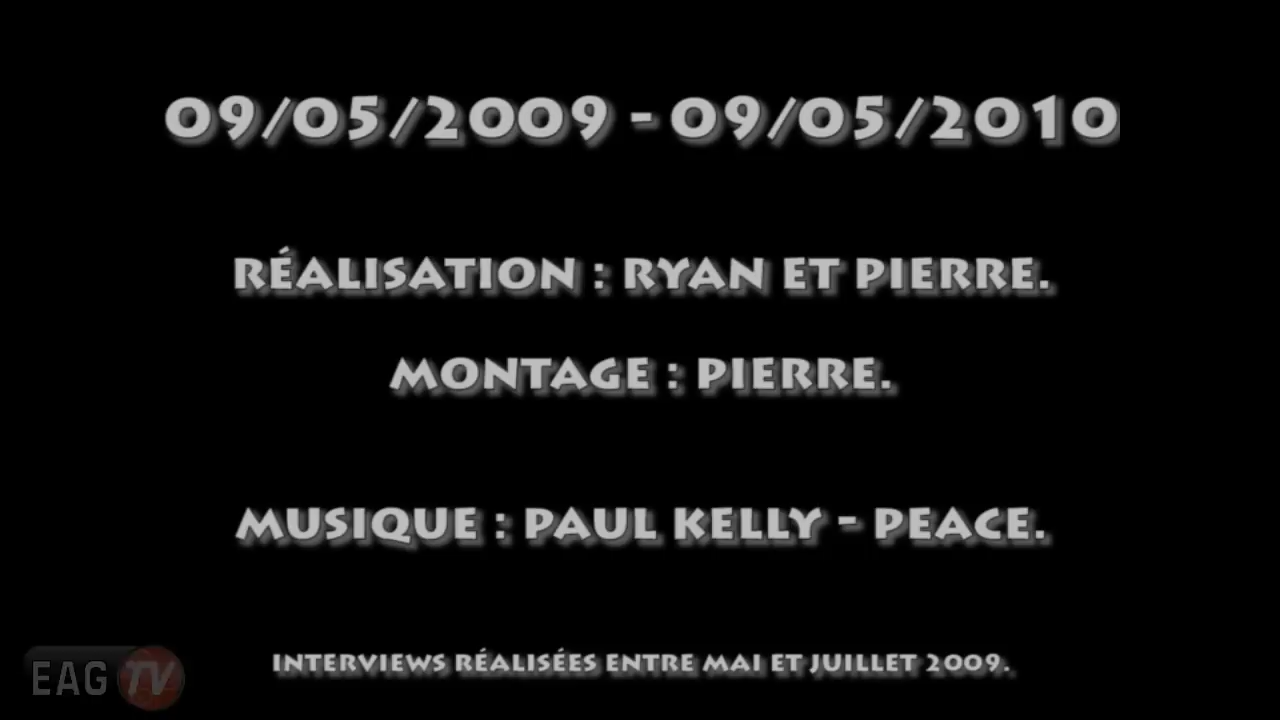 09/05/2009 - 09/05/2010
RÉALISATION : RYAN ET PIERRE.
MONTAGE : PIERRE.
MUSIQUE : PAUL KELLY - PEACE.
INTERVIEWS RÉALISÉES ENTRE MAI ET JUILLET 2009.
EAG TV